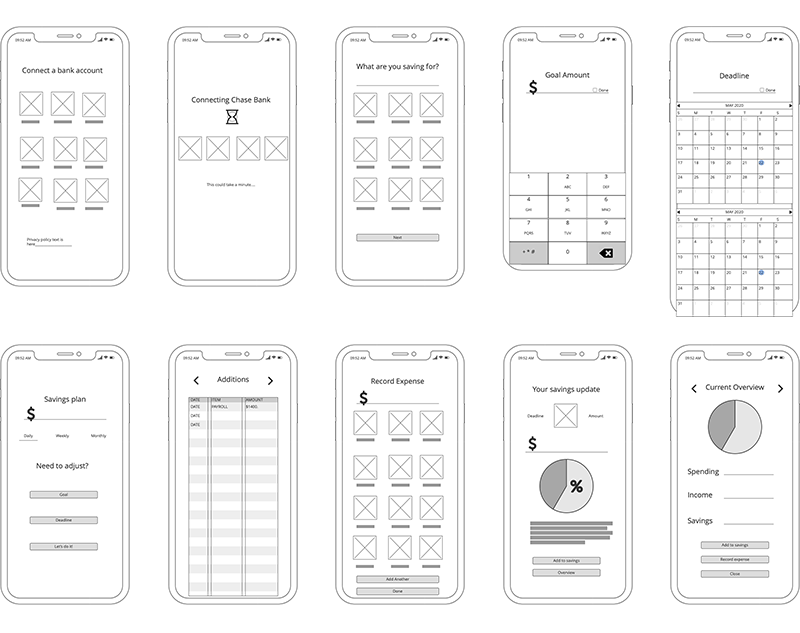 09:52 AM
Connect a bank account
Privacy policy text is
here
09:52 AM
Connecting Chase Bank
This could take a minute....
09:52 AM
What are you saving for?
Next
09:52 AM
Goal Amount
$
Done
1 2 3
ABC DEF
4 5 6
GHI JKL MNO
7 8 9
PQRS TUV WXYZ
+ * # 0
09:52 AM
Deadline
Done
MAY 2020
S M T W T F S
1 2
3 4 5 6 7 8 9
10 11 12 13 14 15 16
17 18 19 20 21 22 23
24 25 26 27 28 29 30
31
MAY 2020
S M T W T F S
1 2
3 4 5 6 7 8 9
10 11 12 13 14 15 16
17 18 19 20 21 22 23
24 25 26 27 28 29 30
31
09:52 AM
Savings plan
$
Daily Weekly Monthly
Need to adjust?
Goal
Deadline
Let's do it!
09:52 AM
Additions
DATE ITEM AMOUNT
DATE PAYROLL $1400.
DATE
DATE
09:52 AM
Record Expense
$
Add Another
Done
09:52 AM
Your savings update
Deadline Amount
$
%
Add to savings
Overview
09:52 AM
Current Overview
Spending
Income
Savings
Add to savings
Record expense
Close